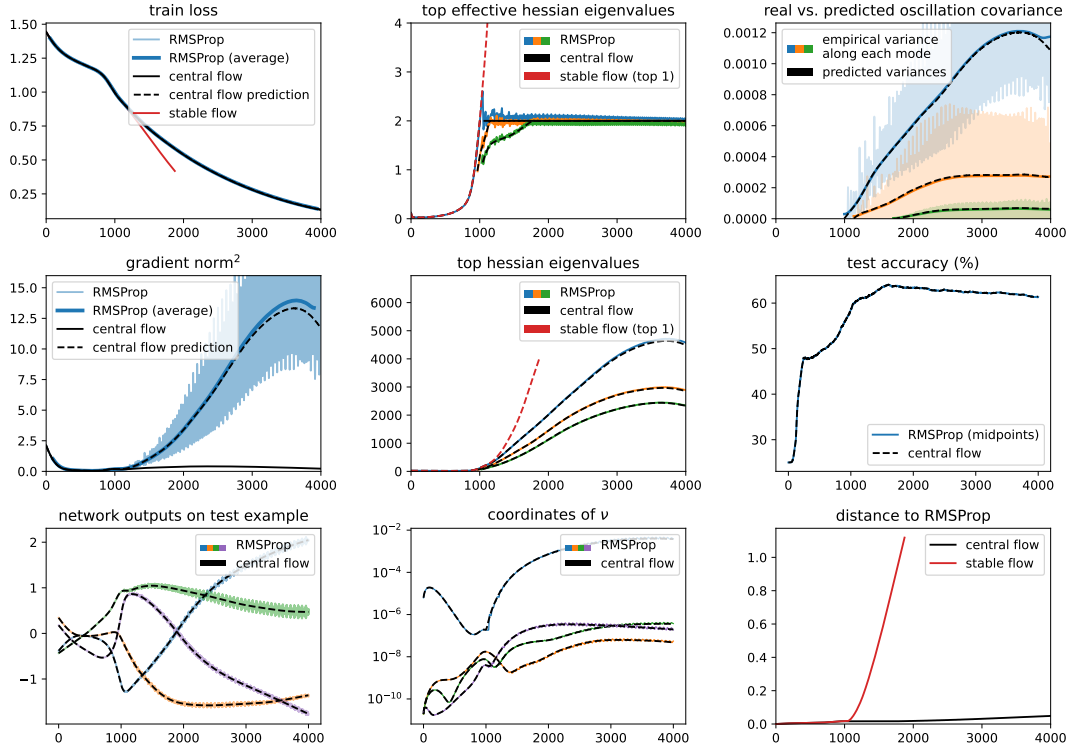 train loss
1.50
1.25
1.00
0.75
0.50
0.25
0 1000 2000 3000 4000
RMSProp
RMSProp (average)
central flow
central flow prediction
stable flow
top effective hessian eigenvalues
4
3
2
1
0
0 1000 2000 3000 4000
RMSProp
central flow
stable flow (top 1)
real vs. predicted oscillation covariance
0.0012
0.0010
0.0008
0.0006
0.0004
0.0002
0.0000
0 1000 2000 3000 4000
empirical variance
along each mode
predicted variances
gradient norm²
15.0
12.5
10.0
7.5
5.0
2.5
0.0
0 1000 2000 3000 4000
RMSProp
RMSProp (average)
central flow
central flow prediction
top hessian eigenvalues
6000
5000
4000
3000
2000
1000
0
0 1000 2000 3000 4000
RMSProp
central flow
stable flow (top 1)
test accuracy (%)
60
50
40
30
0 1000 2000 3000 4000
RMSProp (midpoints)
central flow
network outputs on test example
2
1
0
−1
0 1000 2000 3000 4000
RMSProp
central flow
coordinates of ν
10⁻²
10⁻⁴
10⁻⁶
10⁻⁸
10⁻¹⁰
0 1000 2000 3000 4000
RMSProp
central flow
distance to RMSProp
1.0
0.8
0.6
0.4
0.2
0.0
0 1000 2000 3000 4000
central flow
stable flow